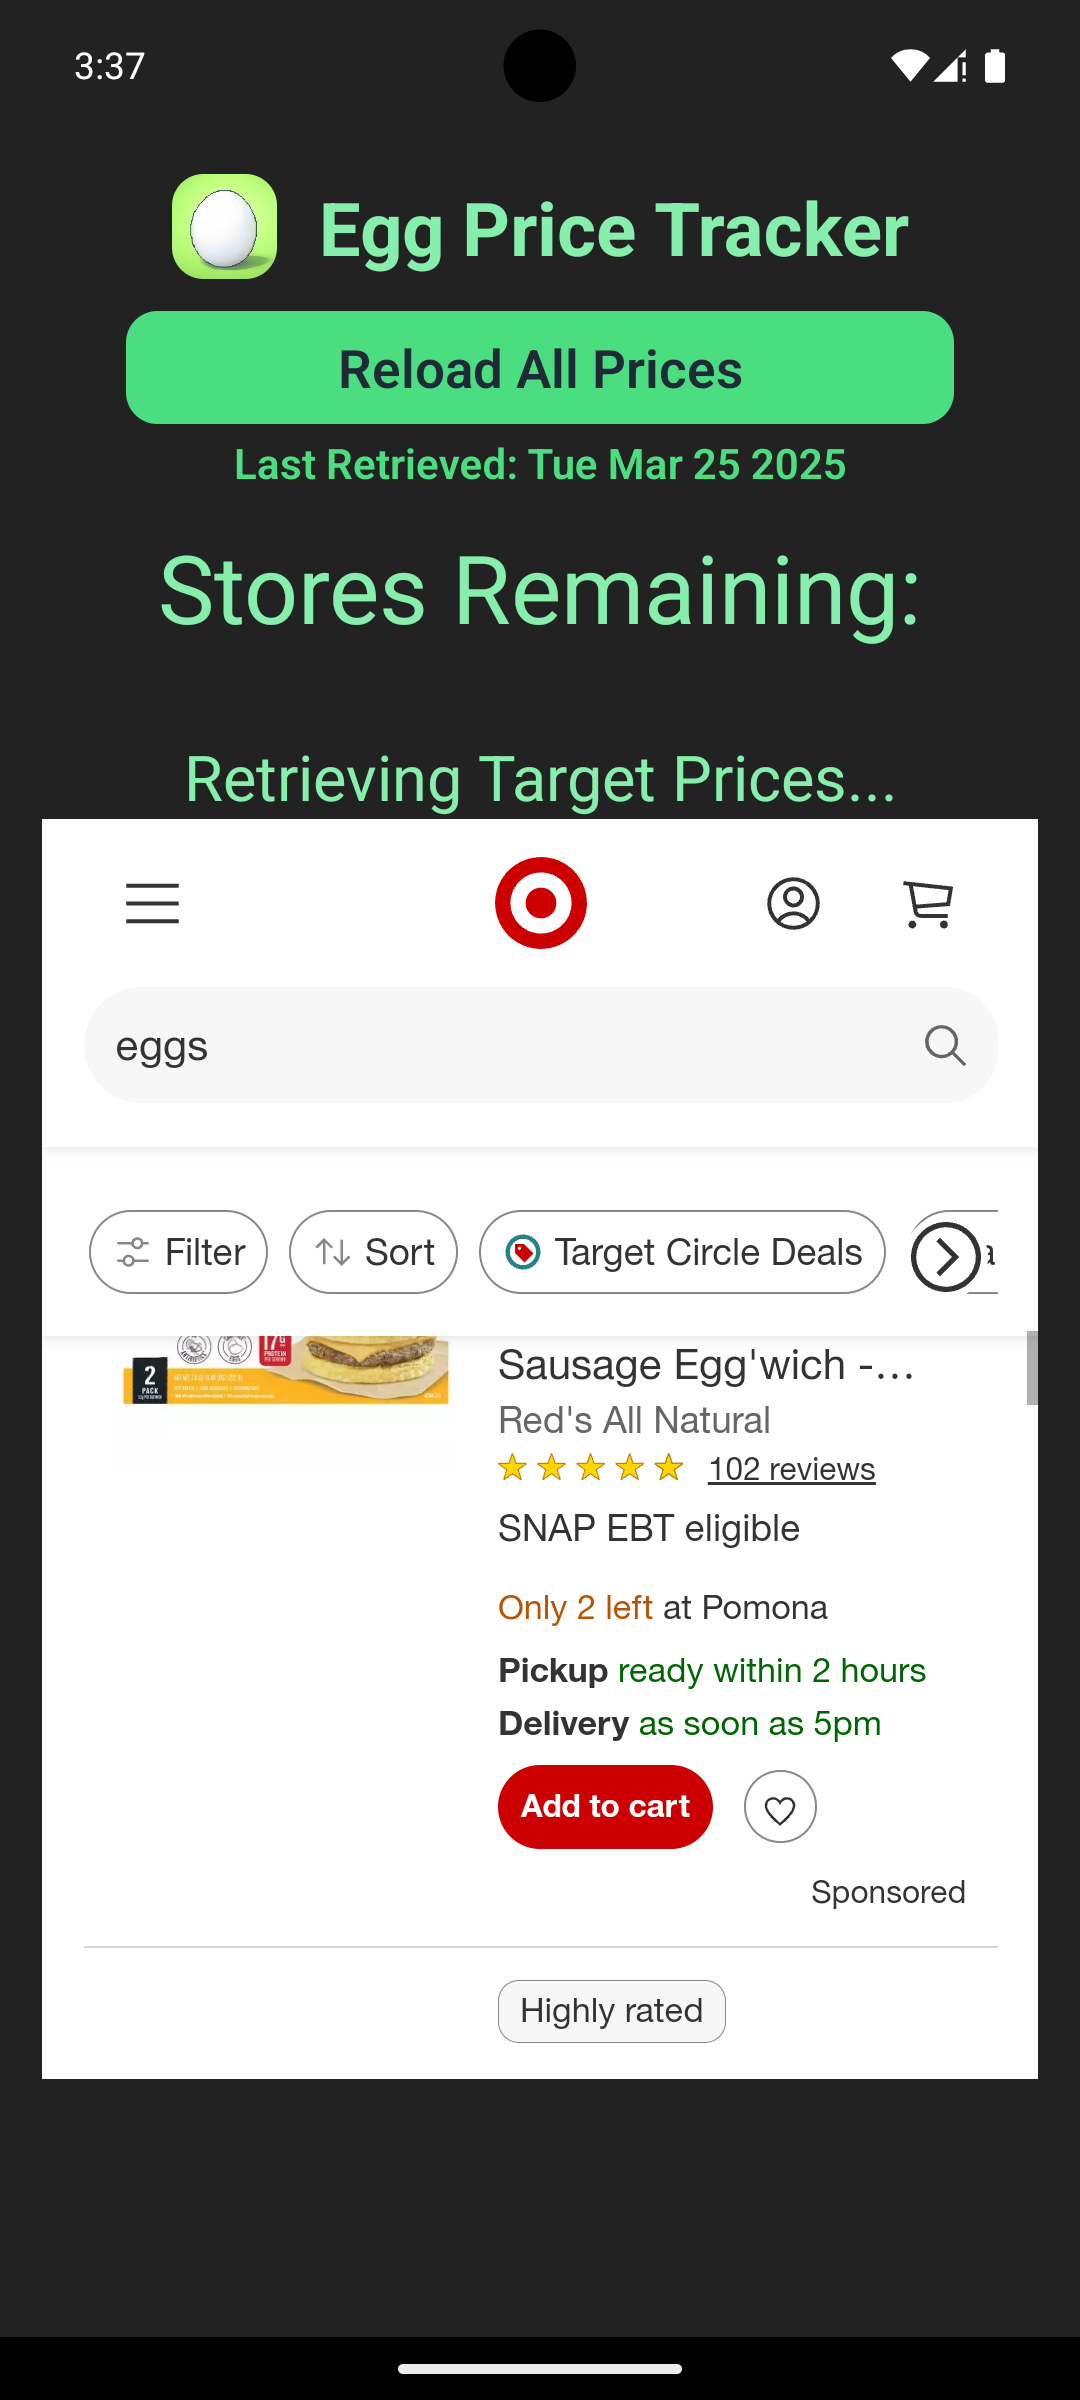 3:37
Egg Price Tracker
Reload All Prices
Last Retrieved: Tue Mar 25 2025
Stores Remaining:
Retrieving Target Prices...
eggs
Filter
Sort
Target Circle Deals
2
PACK
17G
PROTEIN
Sausage Egg'wich -...
Red's All Natural
102 reviews
SNAP EBT eligible
Only 2 left at Pomona
Pickup ready within 2 hours
Delivery as soon as 5pm
Add to cart
Sponsored
Highly rated